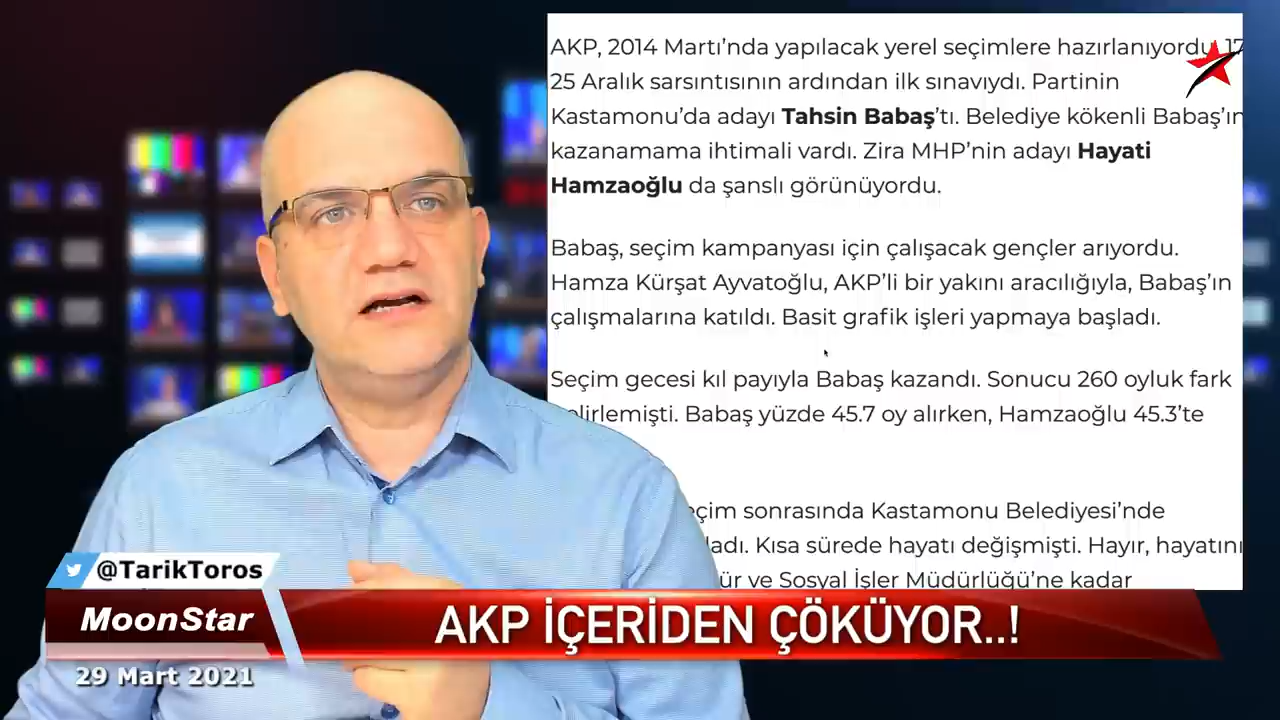 AKP, 2014 Martı'nda yapılacak yerel seçimlere hazırlanıyordu. 17
25 Aralık sarsıntısının ardından ilk sınavıydı. Partinin
Kastamonu'da adayı Tahsin Babaş'tı. Belediye kökenli Babaş'ın
kazanamama ihtimali vardı. Zira MHP'nin adayı Hayati
Hamzaoğlu da şanslı görünüyordu.
Babaş, seçim kampanyası için çalışacak gençler arıyordu.
Hamza Kürşat Ayvatoğlu, AKP'li bir yakını aracılığıyla, Babaş'ın
çalışmalarına katıldı. Basit grafik işleri yapmaya başladı.
Seçim gecesi kıl payıyla Babaş kazandı. Sonucu 260 oyluk fark
belirlemişti. Babaş yüzde 45.7 oy alırken, Hamzaoğlu 45.3'te
seçim sonrasında Kastamonu Belediyesi'nde
Kısa sürede hayatı değişmişti. Hayır, hayatını
ve Sosyal İşler Müdürlüğü'ne kadar
@TarikToros
MoonStar
AKP İÇERİDEN ÇÖKÜYOR..!
29 Mart 2021